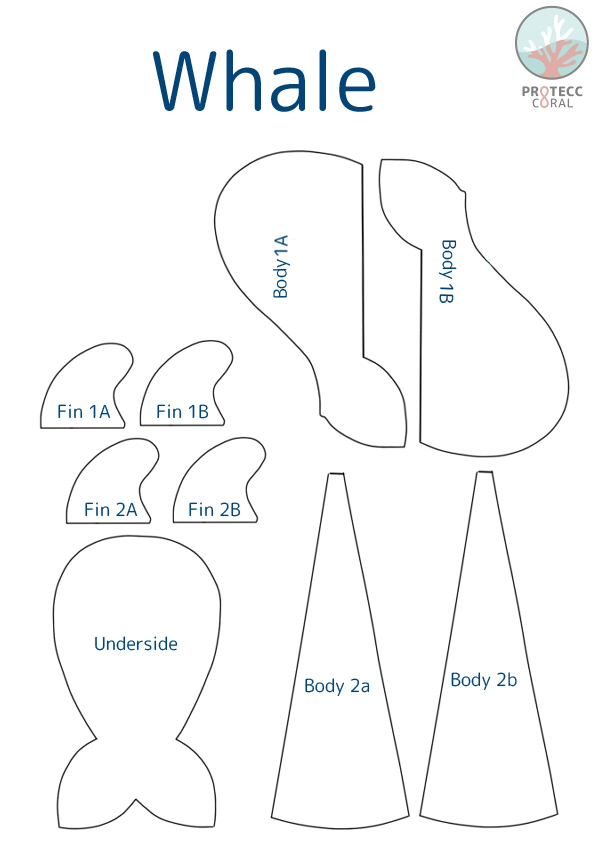 Whale
PROTECC
CORAL
Body1A
Body 1B
Fin 1A
Fin 1B
Fin 2A
Fin 2B
Underside
Body 2a
Body 2b